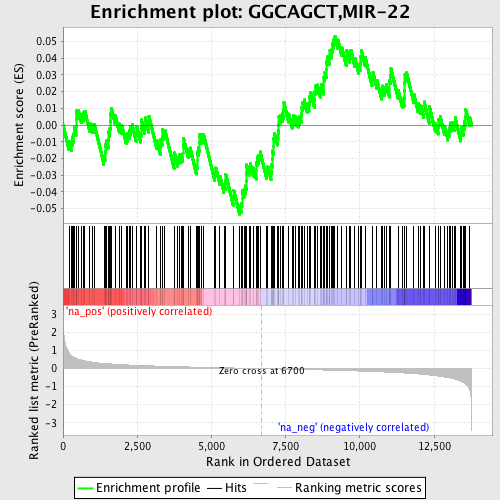 Enrichment plot: GGCAGCT,MIR-22
Enrichment score (ES)
0.05
0.04
0.03
0.02
0.01
0.00
-0.01
-0.02
-0.03
-0.04
-0.05
'na_pos' (positively correlated)
Ranked list metric (PreRanked)
3
2
1
0
-1
-2
-3
Zero cross at 6700
'na_neg' (negatively correlated)
0
2,500
5,000
7,500
10,000
12,500
Rank in Ordered Dataset
Enrichment profile
Hits
Ranking metric scores